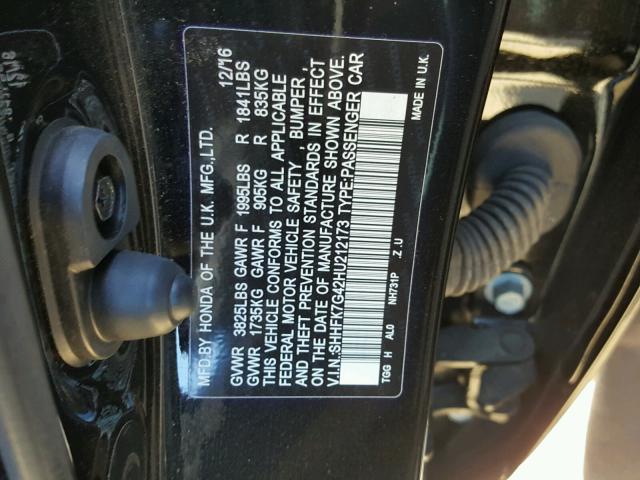 MFD.BY HONDA OF THE U.K. MFG.,LTD. 12/16
GVWR 3825LBS GAWR F 1995LBS R 1841LBS
GVWR 1735KG GAWR F 905KG R 835KG
THIS VEHICLE CONFORMS TO ALL APPLICABLE
FEDERAL MOTOR VEHICLE SAFETY , BUMPER ,
AND THEFT PREVENTION STANDARDS IN EFFECT
ON THE DATE OF MANUFACTURE SHOWN ABOVE.
V.I.N.:SHHFK7G42HU212173 TYPE:PASSENGER CAR
TGG H AL0 NH731P .Z.U MADE IN U.K.